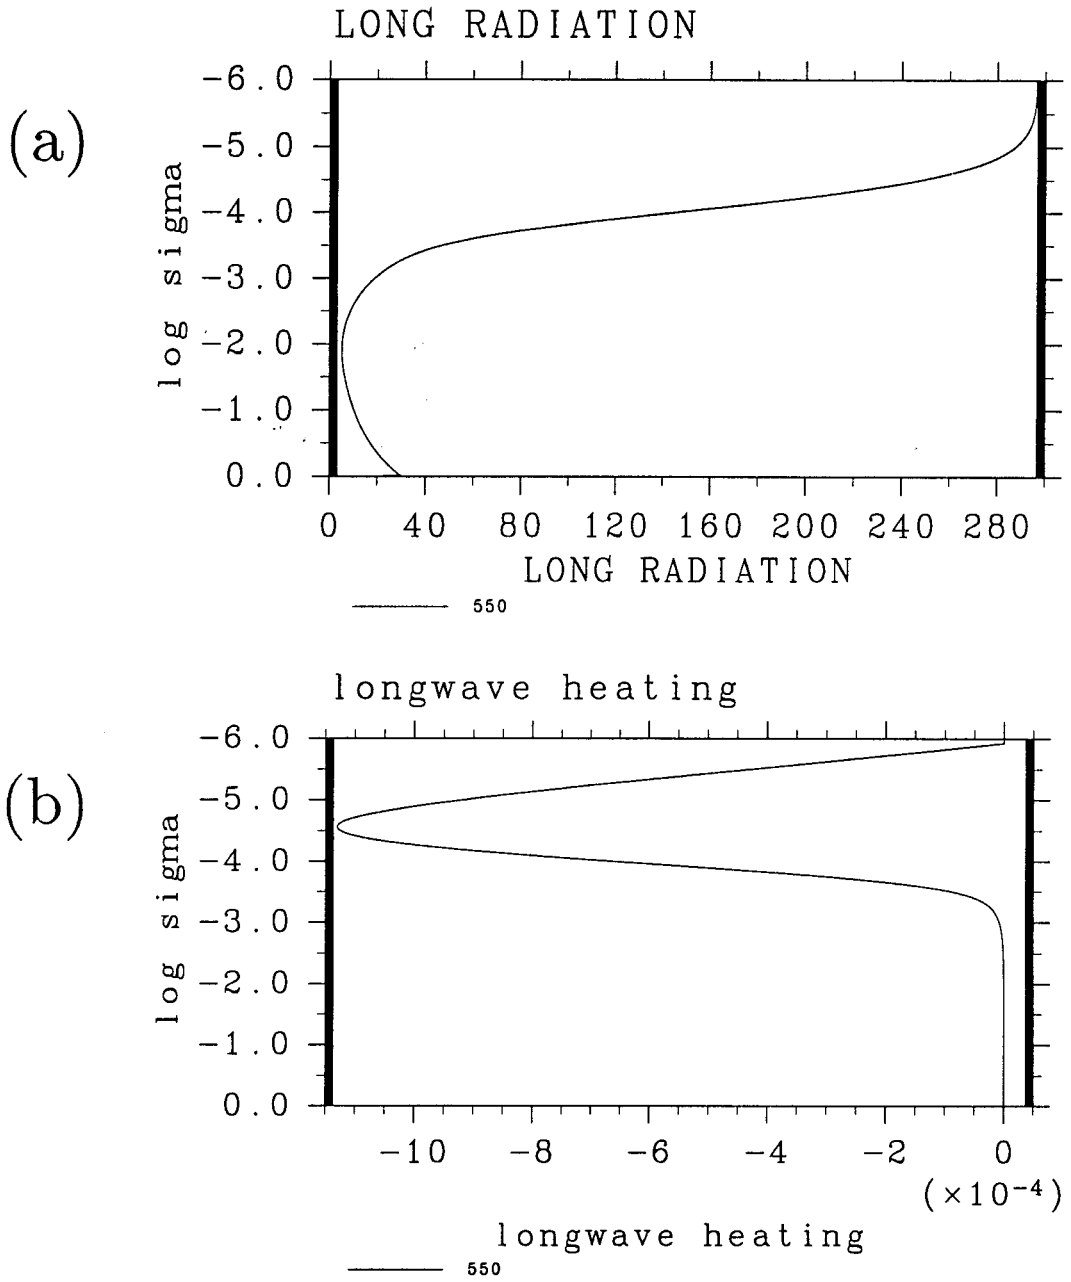 LONG RADIATION
(a)
log sigma
-6.0
-5.0
-4.0
-3.0
-2.0
-1.0
0.0
0 40 80 120 160 200 240 280
LONG RADIATION
550
longwave heating
(b)
log sigma
-6.0
-5.0
-4.0
-3.0
-2.0
-1.0
0.0
-10 -8 -6 -4 -2 0
(×10⁻⁴)
longwave heating
550